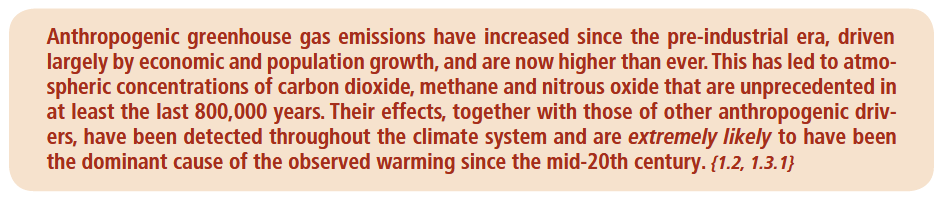 Anthropogenic greenhouse gas emissions have increased since the pre-industrial era, driven
largely by economic and population growth, and are now higher than ever. This has led to atmo-
spheric concentrations of carbon dioxide, methane and nitrous oxide that are unprecedented in
at least the last 800,000 years. Their effects, together with those of other anthropogenic driv-
ers, have been detected throughout the climate system and are extremely likely to have been
the dominant cause of the observed warming since the mid-20th century. {1.2, 1.3.1}